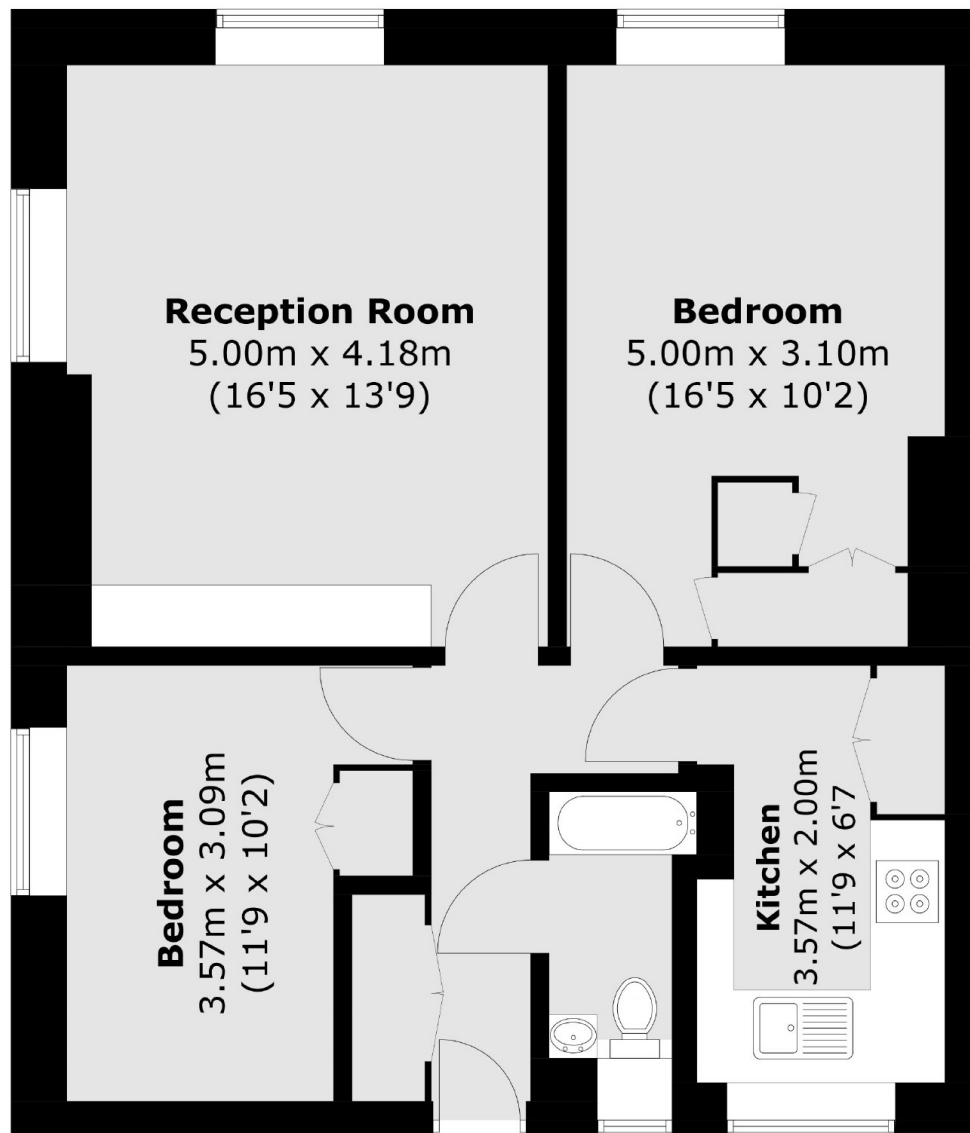 Reception Room
5.00m x 4.18m
(16'5 x 13'9)
Bedroom
5.00m x 3.10m
(16'5 x 10'2)
Bedroom
3.57m x 3.09m
(11'9 x 10'2)
Kitchen
3.57m x 2.00m
(11'9 x 6'7